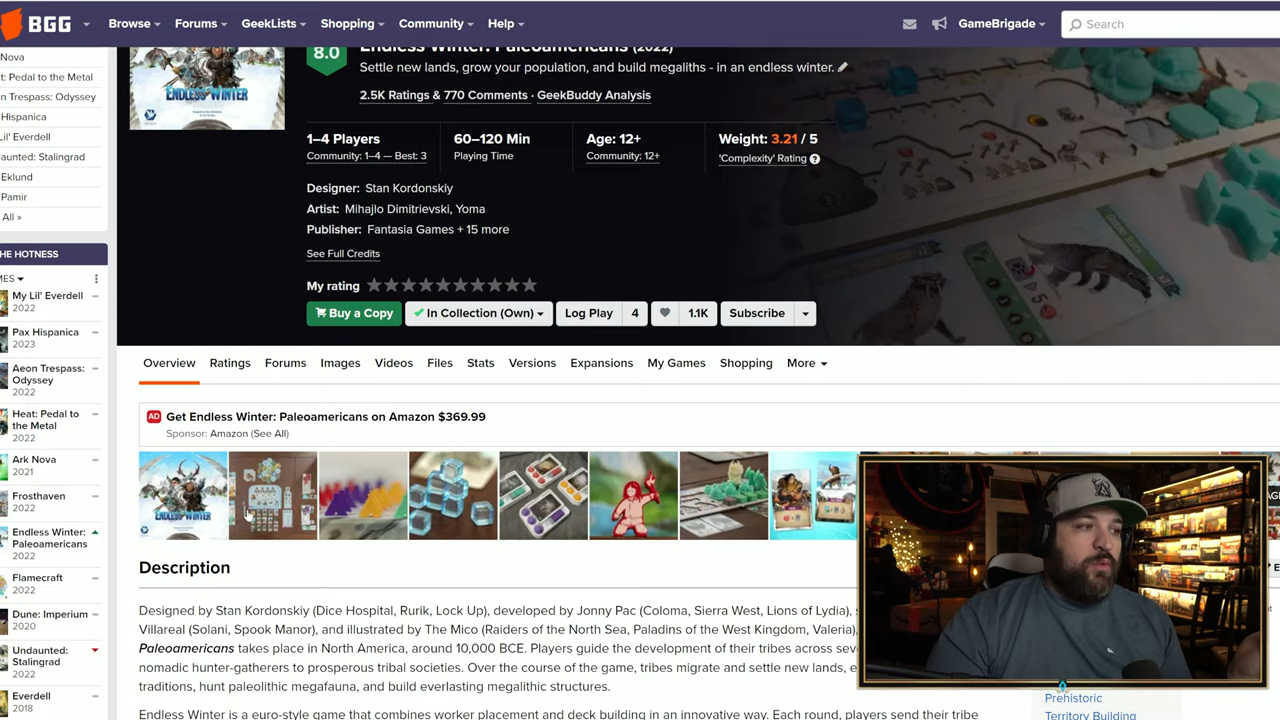 BGG
Browse
Forums
GeekLists
Shopping
Community
Help
GameBrigade
Search
Nova
t: Pedal to the Metal
n Trespass: Odyssey
Hispanica
Lil' Everdell
aunted: Stalingrad
Eklund
Pamir
All »
HE HOTNESS
MES
My Lil' Everdell
2022
Pax Hispanica
2023
Aeon Trespass:
Odyssey
2022
Heat: Pedal to
the Metal
2022
Ark Nova
2021
Frosthaven
2022
Endless Winter:
Paleoamericans
2022
Flamecraft
2022
Dune: Imperium
2020
Undaunted:
Stalingrad
2022
Everdell
2018
ENDLESS WINTER
8.0
Endless Winter: Paleoamericans (2022)
Settle new lands, grow your population, and build megaliths - in an endless winter.
2.5K Ratings & 770 Comments · GeekBuddy Analysis
1–4 Players
Community: 1–4 — Best: 3
60–120 Min
Playing Time
Age: 12+
Community: 12+
Weight: 3.21 / 5
'Complexity' Rating
Designer: Stan Kordonskiy
Artist: Mihajlo Dimitrievski, Yoma
Publisher: Fantasia Games + 15 more
See Full Credits
My rating
Buy a Copy
In Collection (Own)
Log Play
4
1.1K
Subscribe
Overview
Ratings
Forums
Images
Videos
Files
Stats
Versions
Expansions
My Games
Shopping
More
AD
Get Endless Winter: Paleoamericans on Amazon $369.99
Sponsor: Amazon (See All)
Description
Designed by Stan Kordonskiy (Dice Hospital, Rurik, Lock Up), developed by Jonny Pac (Coloma, Sierra West, Lions of Lydia), s
Villareal (Solani, Spook Manor), and illustrated by The Mico (Raiders of the North Sea, Paladins of the West Kingdom, Valeria),
Paleoamericans takes place in North America, around 10,000 BCE. Players guide the development of their tribes across seve
nomadic hunter-gatherers to prosperous tribal societies. Over the course of the game, tribes migrate and settle new lands, e
traditions, hunt paleolithic megafauna, and build everlasting megalithic structures.
Endless Winter is a euro-style game that combines worker placement and deck building in an innovative way. Each round, players send their tribe
Prehistoric
Territory Building